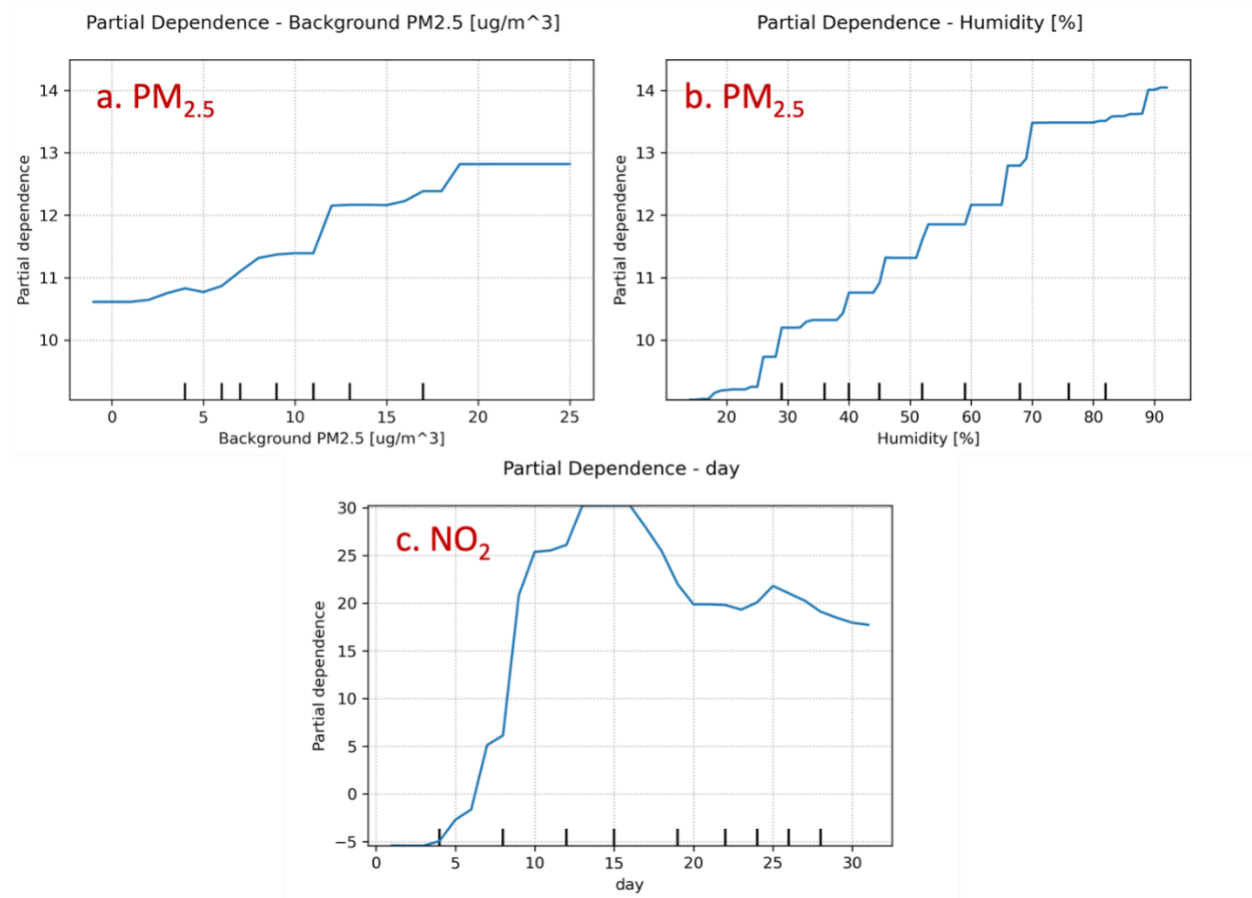 Partial Dependence - Background PM2.5 [ug/m^3]
a. PM2.5
14
13
12
11
10
Partial dependence
0 5 10 15 20 25
Background PM2.5 [ug/m^3]
Partial Dependence - Humidity [%]
b. PM2.5
14
13
12
11
10
Partial dependence
20 30 40 50 60 70 80 90
Humidity [%]
Partial Dependence - day
c. NO2
30
25
20
15
10
5
0
−5
Partial dependence
0 5 10 15 20 25 30
day